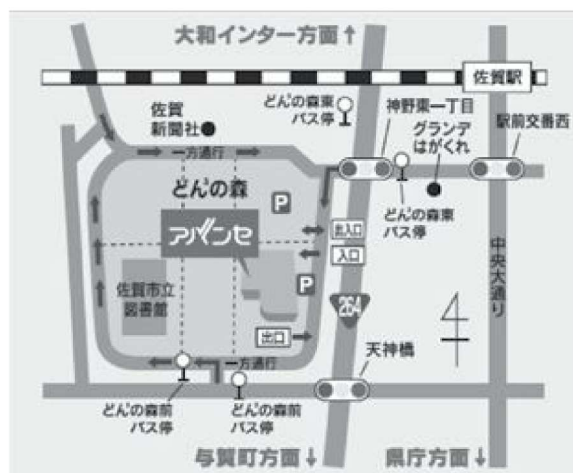 大和インター方面↑
佐賀駅
どん3の森東
バス停
神野東一丁目
佐賀
新聞社
グランデ
はがくれ
駅前交番西
一方通行
どん3の森
P
どん3の森東
バス停
アバンセ
出入口
入口
中央大通り
佐賀市立
図書館
P
264
出口
天神橋
一方通行
どん3の森前
バス停
どん3の森前
バス停
与賀町方面↓
県庁方面↓